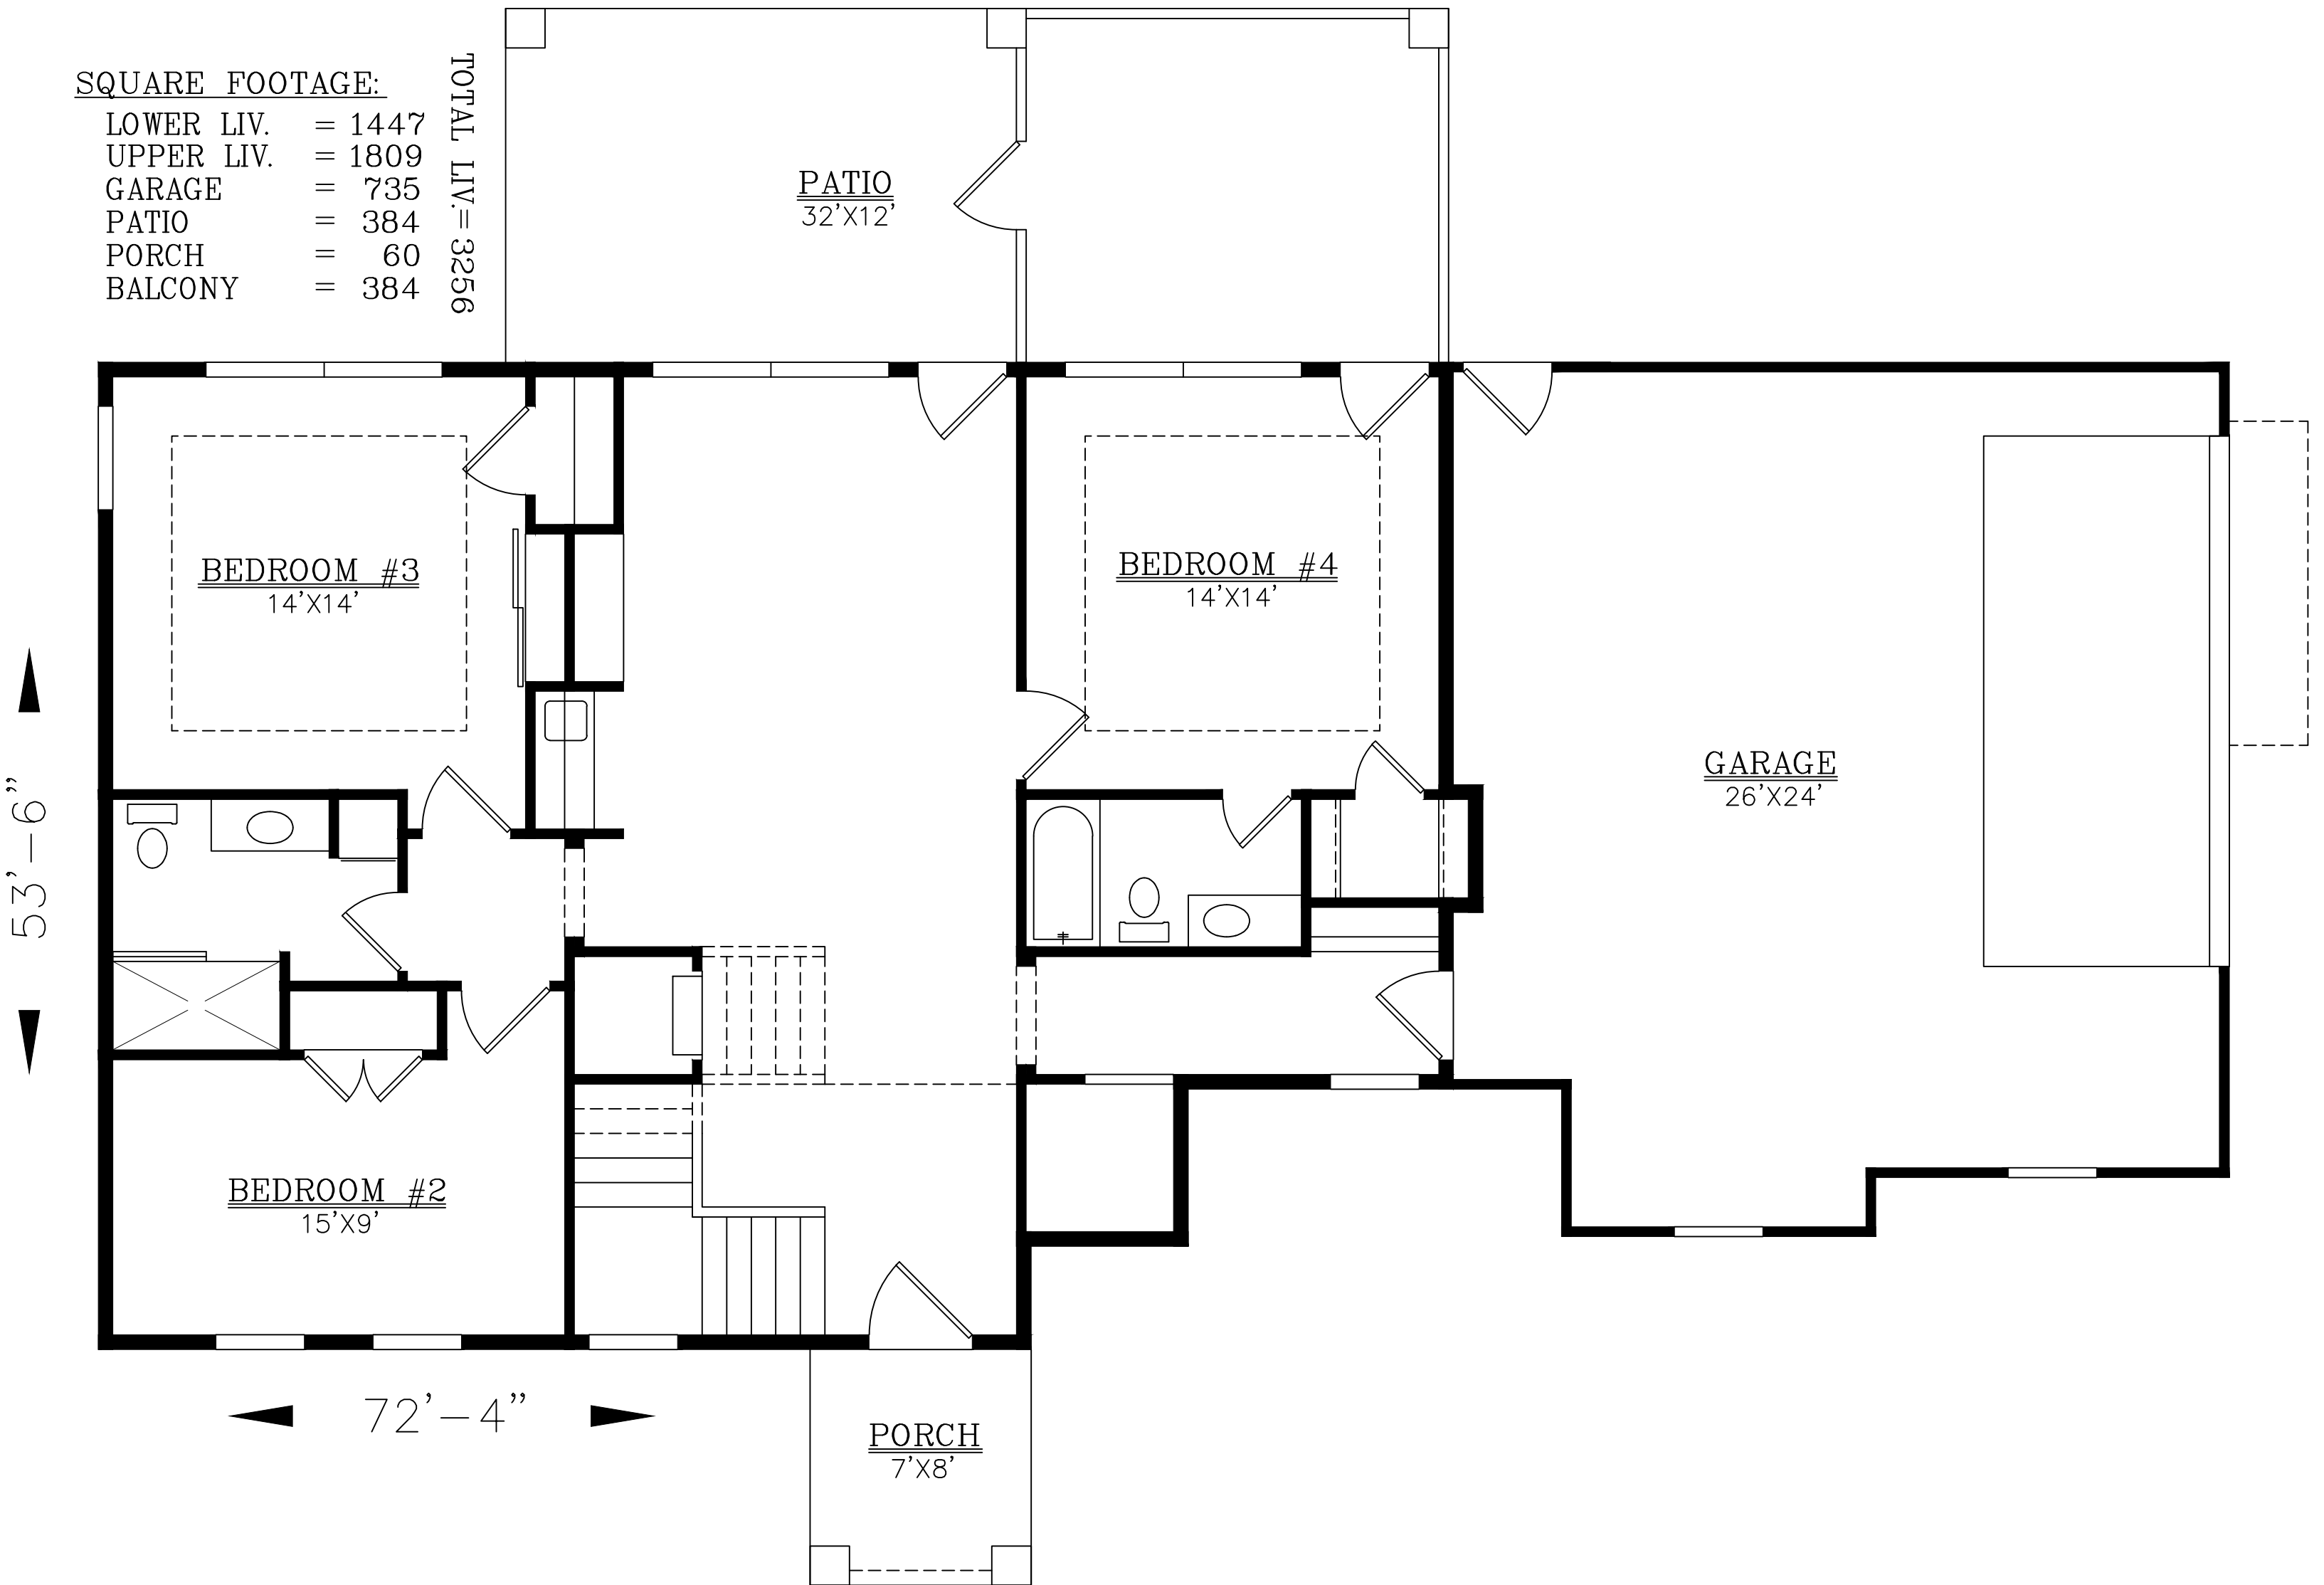 SQUARE FOOTAGE:
LOWER LIV. = 1447
UPPER LIV. = 1809
GARAGE = 735
PATIO = 384
PORCH = 60
BALCONY = 384
TOTAL LIV.=3256
PATIO
32'X12'
BEDROOM #3
14'X14'
BEDROOM #4
14'X14'
GARAGE
26'X24'
53'-6"
BEDROOM #2
15'X9'
72'-4"
PORCH
7'X8'